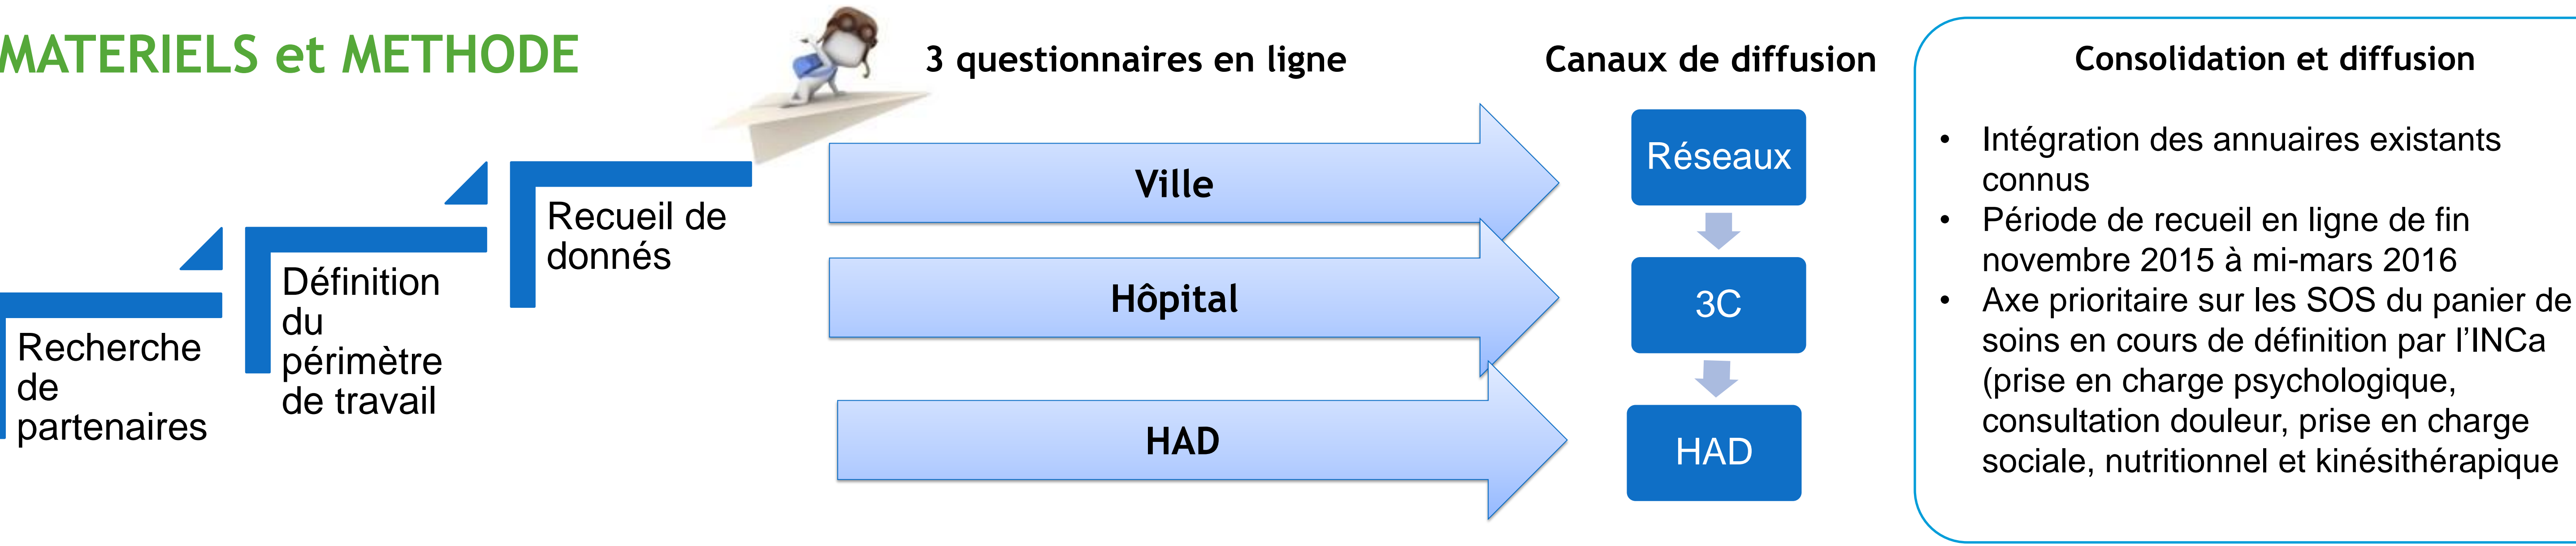 MATERIELS et METHODE
Recherche
de
partenaires
Définition
du
périmètre
de travail
Recueil de
donnés
3 questionnaires en ligne
Ville
Hôpital
HAD
Canaux de diffusion
Réseaux
3C
HAD
Consolidation et diffusion
• Intégration des annuaires existants
connus
• Période de recueil en ligne de fin
novembre 2015 à mi-mars 2016
• Axe prioritaire sur les SOS du panier de
soins en cours de définition par l’INCa
(prise en charge psychologique,
consultation douleur, prise en charge
sociale, nutritionnel et kinésithérapique